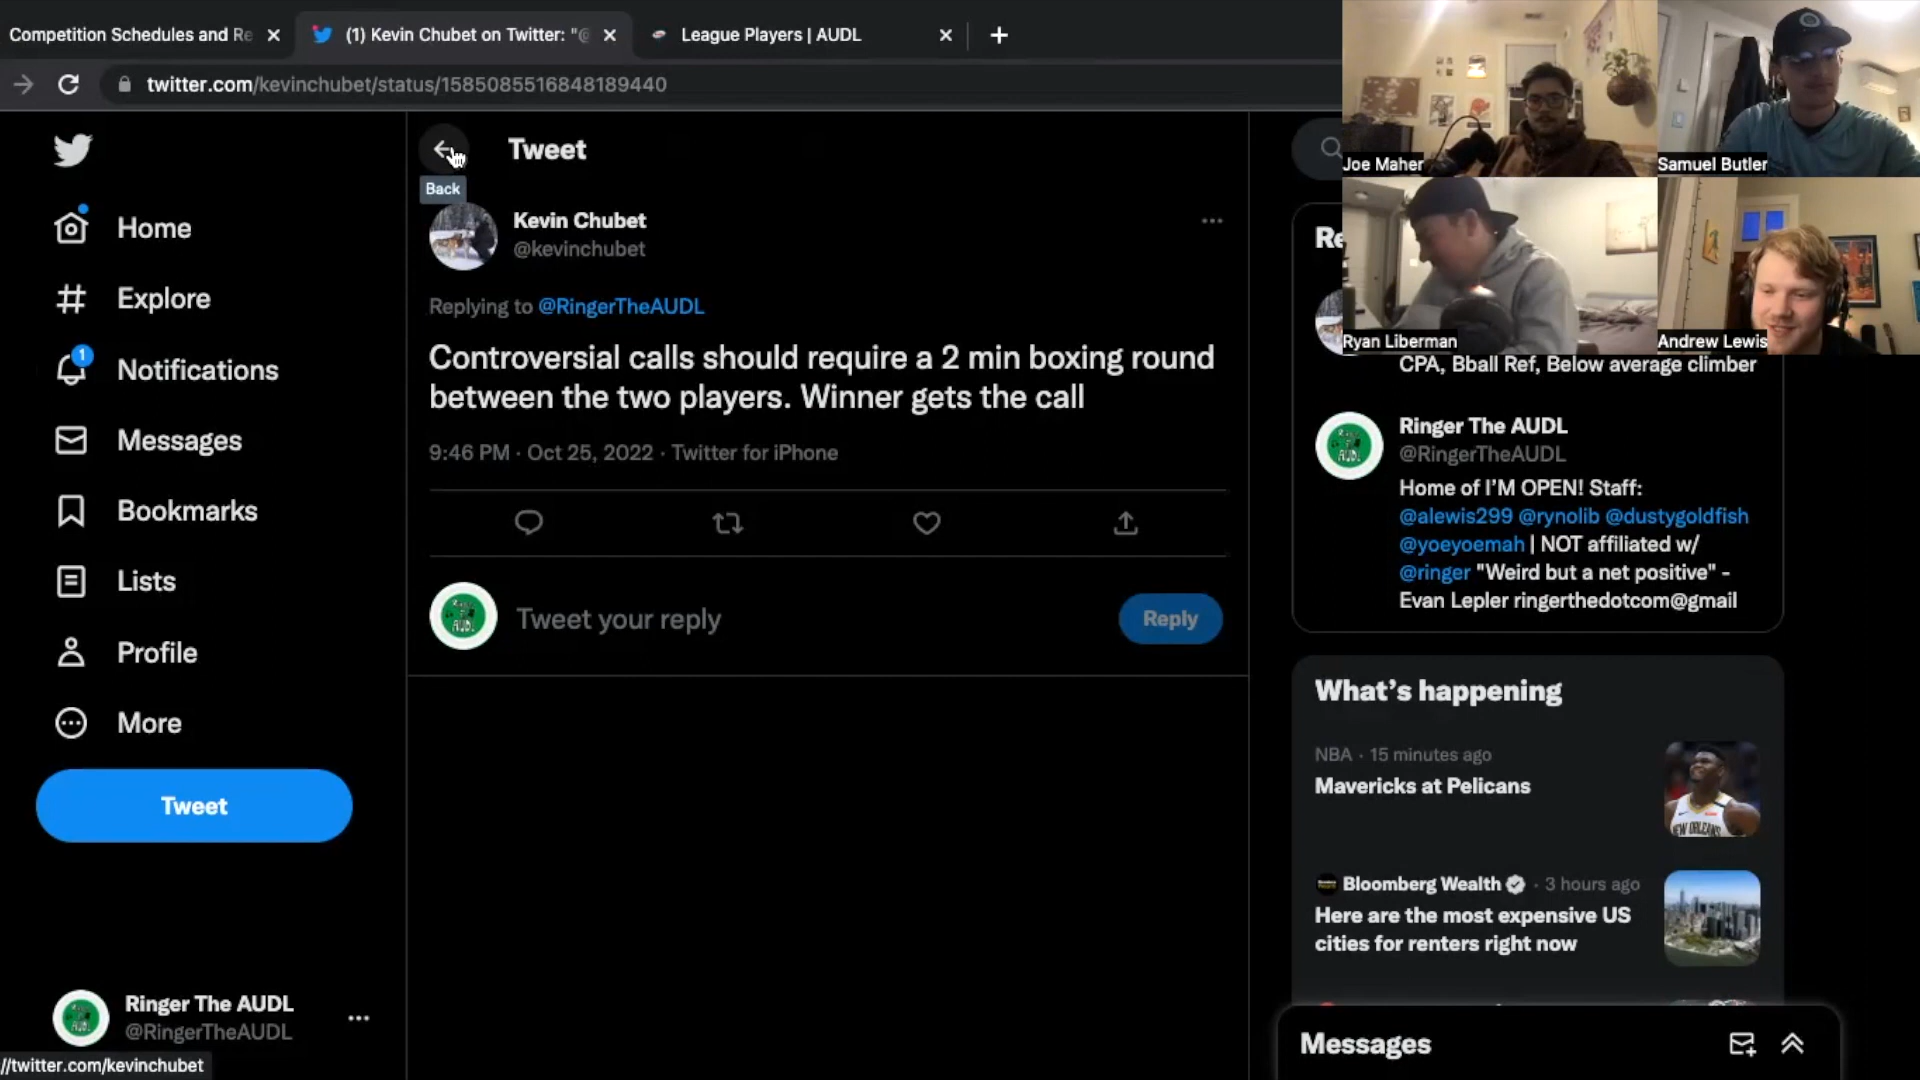 Competition Schedules and Re
(1) Kevin Chubet on Twitter: "@
League Players | AUDL
twitter.com/kevinchubet/status/1585085516848189440
Joe Maher
Samuel Butler
Ryan Liberman
Andrew Lewis
Home
Explore
1
Notifications
Messages
Bookmarks
Lists
Profile
More
Tweet
Ringer The AUDL
@RingerTheAUDL
//twitter.com/kevinchubet
Tweet
Back
Kevin Chubet
@kevinchubet
Replying to @RingerTheAUDL
Controversial calls should require a 2 min boxing round
between the two players. Winner gets the call
9:46 PM · Oct 25, 2022 · Twitter for iPhone
Tweet your reply
Reply
Re
CPA, Bball Ref, Below average climber
Ringer The AUDL
@RingerTheAUDL
Home of I'M OPEN! Staff:
@alewis299 @rynolib @dustygoldfish
@yoeyoemah | NOT affiliated w/
@ringer "Weird but a net positive" -
Evan Lepler ringerthedotcom@gmail
What's happening
NBA · 15 minutes ago
Mavericks at Pelicans
NEW ORLEANS
Bloomberg Wealth · 3 hours ago
Here are the most expensive US
cities for renters right now
Messages